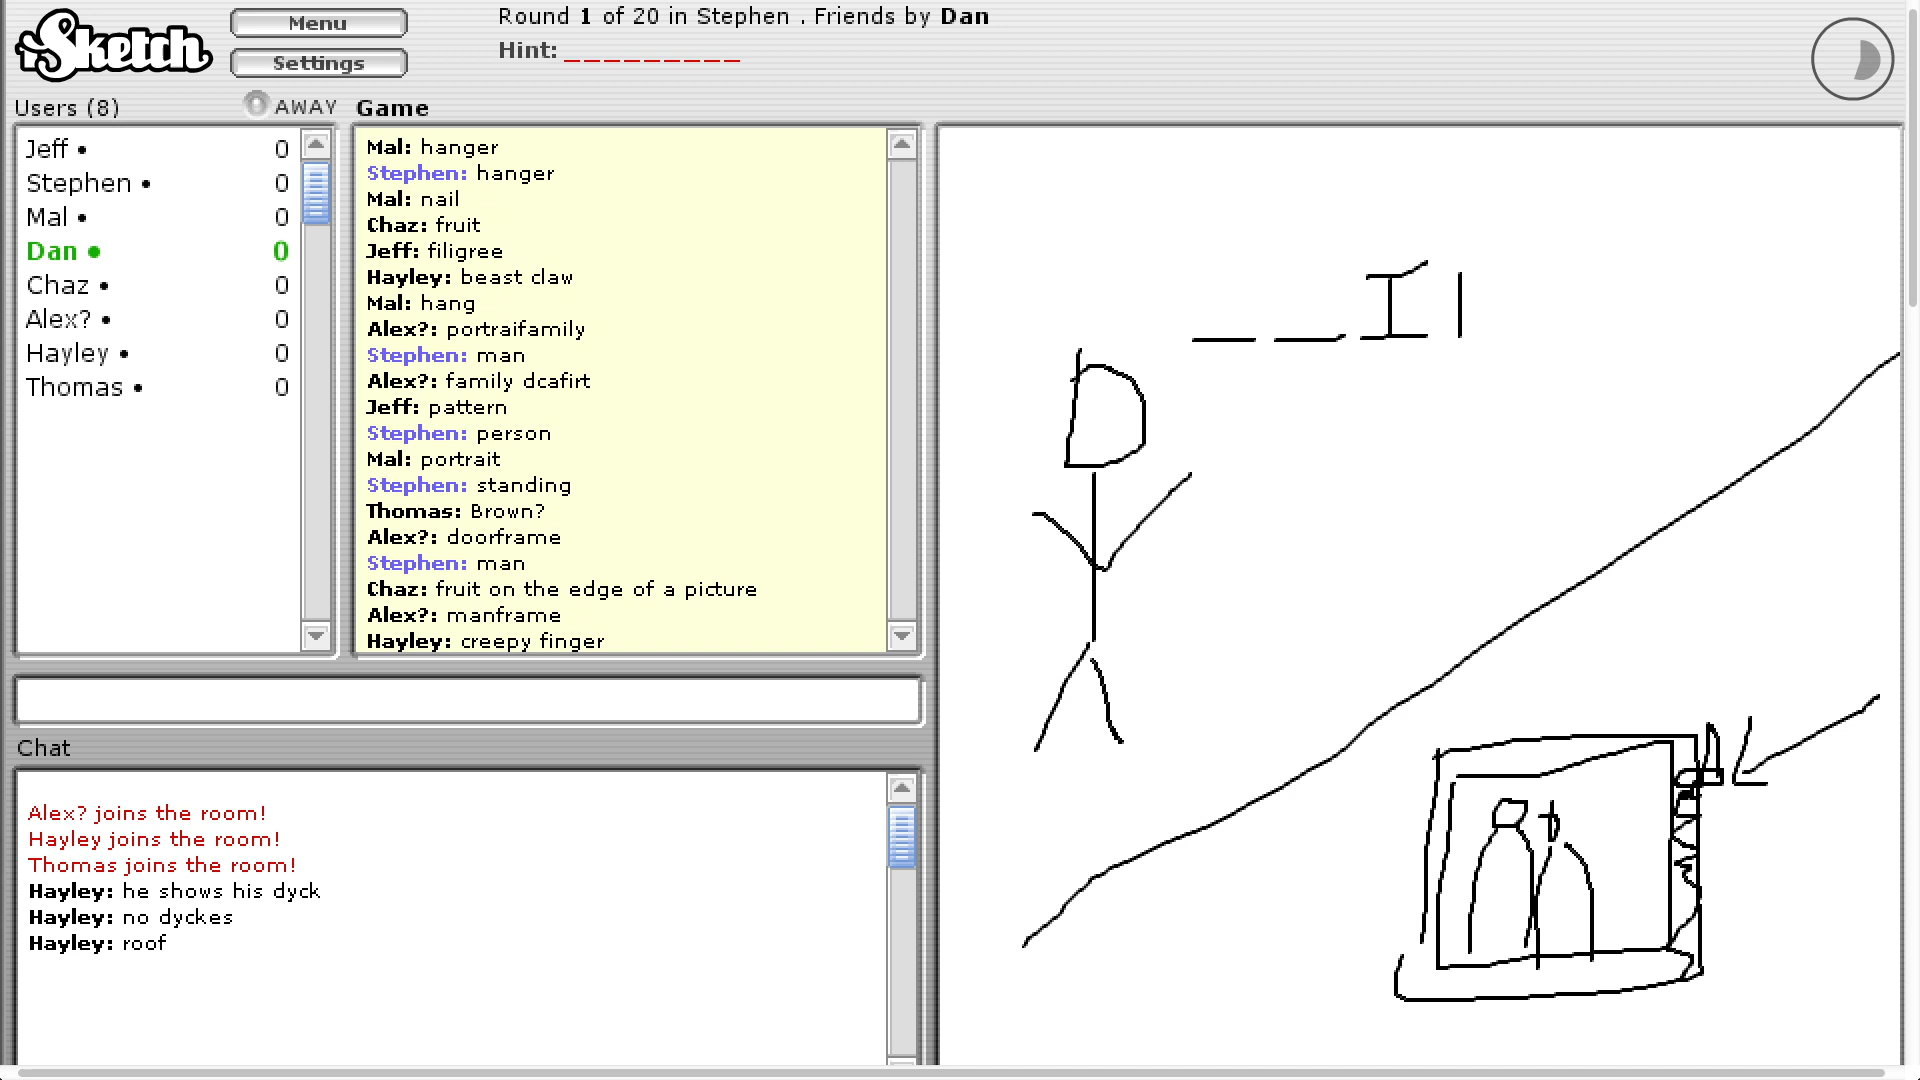 iSketch
Menu
Settings
Round 1 of 20 in Stephen . Friends by Dan
Hint: _ _ _ _ _ _ _ _ _
Users (8)
AWAY
Game
Jeff • 0
Stephen • 0
Mal • 0
Dan • 0
Chaz • 0
Alex? • 0
Hayley • 0
Thomas • 0
Mal: hanger
Stephen: hanger
Mal: nail
Chaz: fruit
Jeff: filigree
Hayley: beast claw
Mal: hang
Alex?: portraifamily
Stephen: man
Alex?: family dcafirt
Jeff: pattern
Stephen: person
Mal: portrait
Stephen: standing
Thomas: Brown?
Alex?: doorframe
Stephen: man
Chaz: fruit on the edge of a picture
Alex?: manframe
Hayley: creepy finger
Chat
Alex? joins the room!
Hayley joins the room!
Thomas joins the room!
Hayley: he shows his dyck
Hayley: no dyckes
Hayley: roof